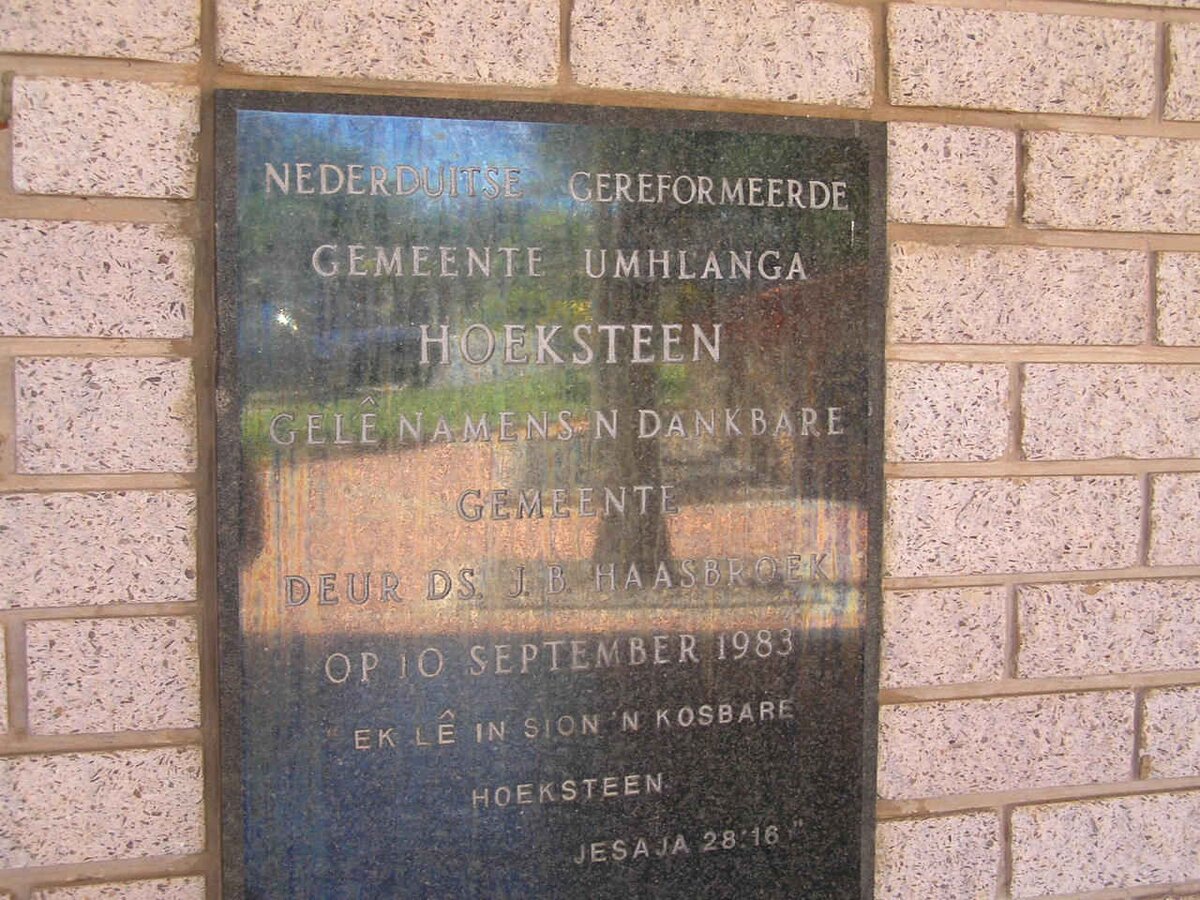 NEDERDUITSE GEREFORMEERDE
GEMEENTE UMHLANGA
HOEKSTEEN
GELÊ NAMENS 'N DANKBARE
GEMEENTE
DEUR DS. J. B. HAASBROEK
OP 10 SEPTEMBER 1983
"EK LÊ IN SION 'N KOSBARE
HOEKSTEEN
JESAJA 28:16"